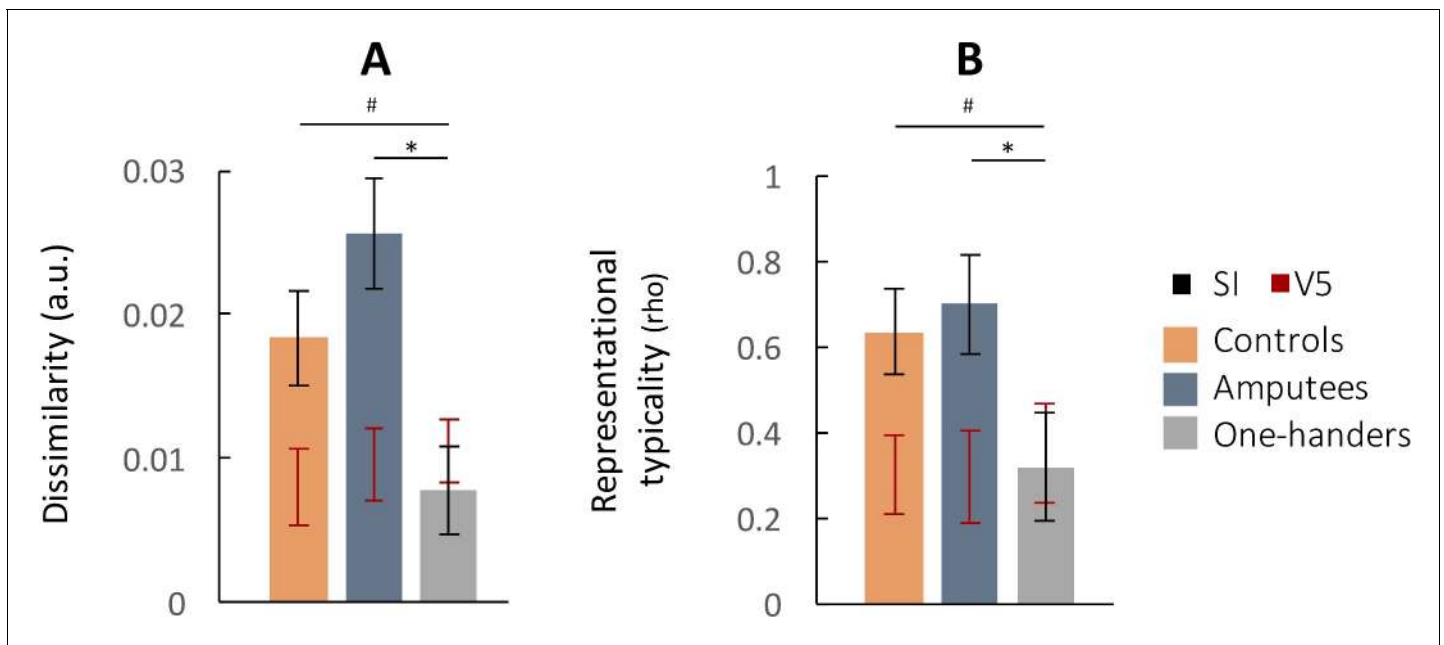 A
#
*
0.03
0.02
0.01
0
Dissimilarity (a.u.)
B
#
*
1
0.8
0.6
0.4
0.2
0
Representational
typicality (rho)
SI V5
Controls
Amputees
One-handers